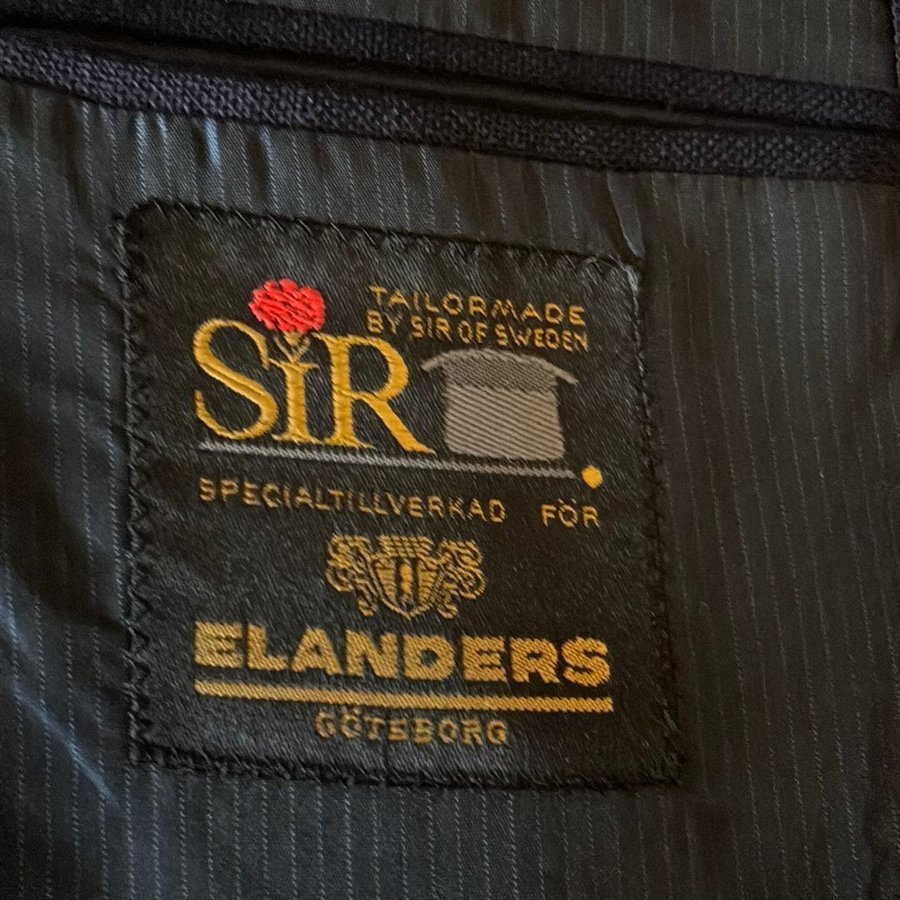 TAILORMADE
BY SIR OF SWEDEN
SiR
SPECIALTILLVERKAD FÖR
ELANDERS
GÖTEBORG